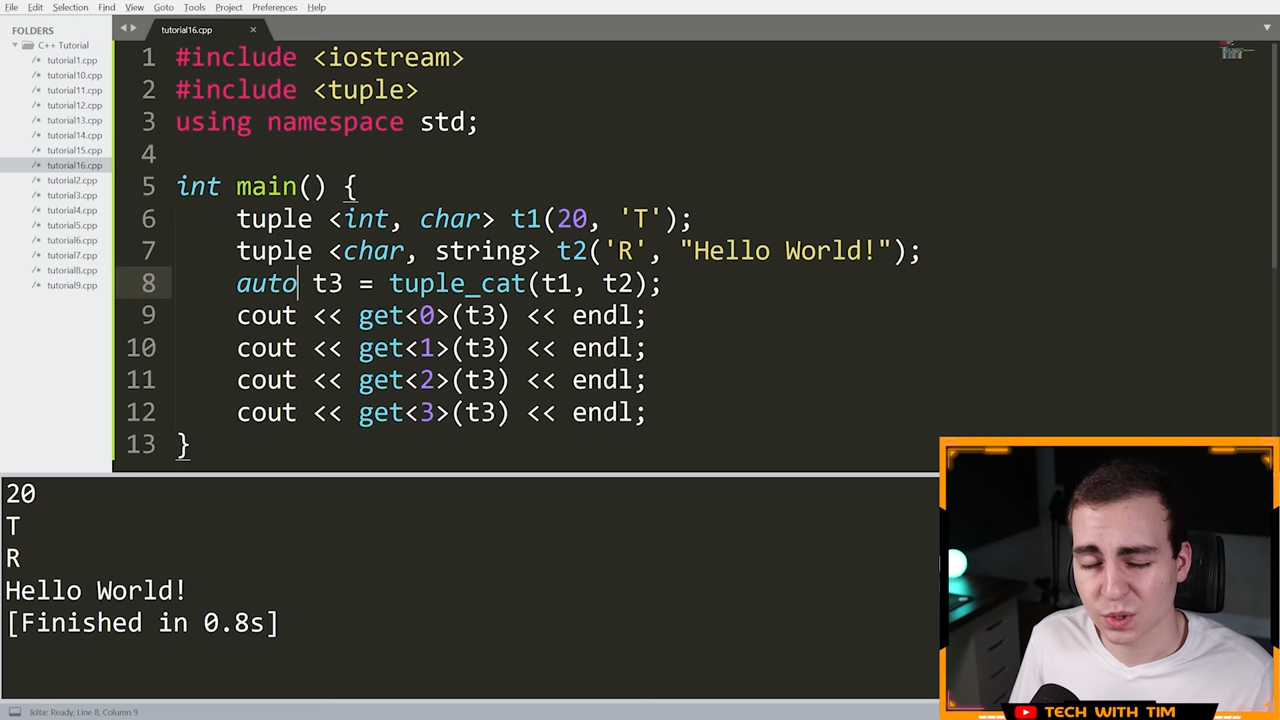 File Edit Selection Find View Goto Tools Project Preferences Help
FOLDERS
C++ Tutorial
/* tutorial1.cpp
/* tutorial10.cpp
/* tutorial11.cpp
/* tutorial12.cpp
/* tutorial13.cpp
/* tutorial14.cpp
/* tutorial15.cpp
/* tutorial16.cpp
/* tutorial2.cpp
/* tutorial3.cpp
/* tutorial4.cpp
/* tutorial5.cpp
/* tutorial6.cpp
/* tutorial7.cpp
/* tutorial8.cpp
/* tutorial9.cpp
tutorial16.cpp ×
1 #include <iostream>
2 #include <tuple>
3 using namespace std;
4
5 int main() {
6 tuple <int, char> t1(20, 'T');
7 tuple <char, string> t2('R', "Hello World!");
8 auto t3 = tuple_cat(t1, t2);
9 cout << get<0>(t3) << endl;
10 cout << get<1>(t3) << endl;
11 cout << get<2>(t3) << endl;
12 cout << get<3>(t3) << endl;
13 }
20
T
R
Hello World!
[Finished in 0.8s]
Ready, Line 8, Column 9
TECH WITH TIM